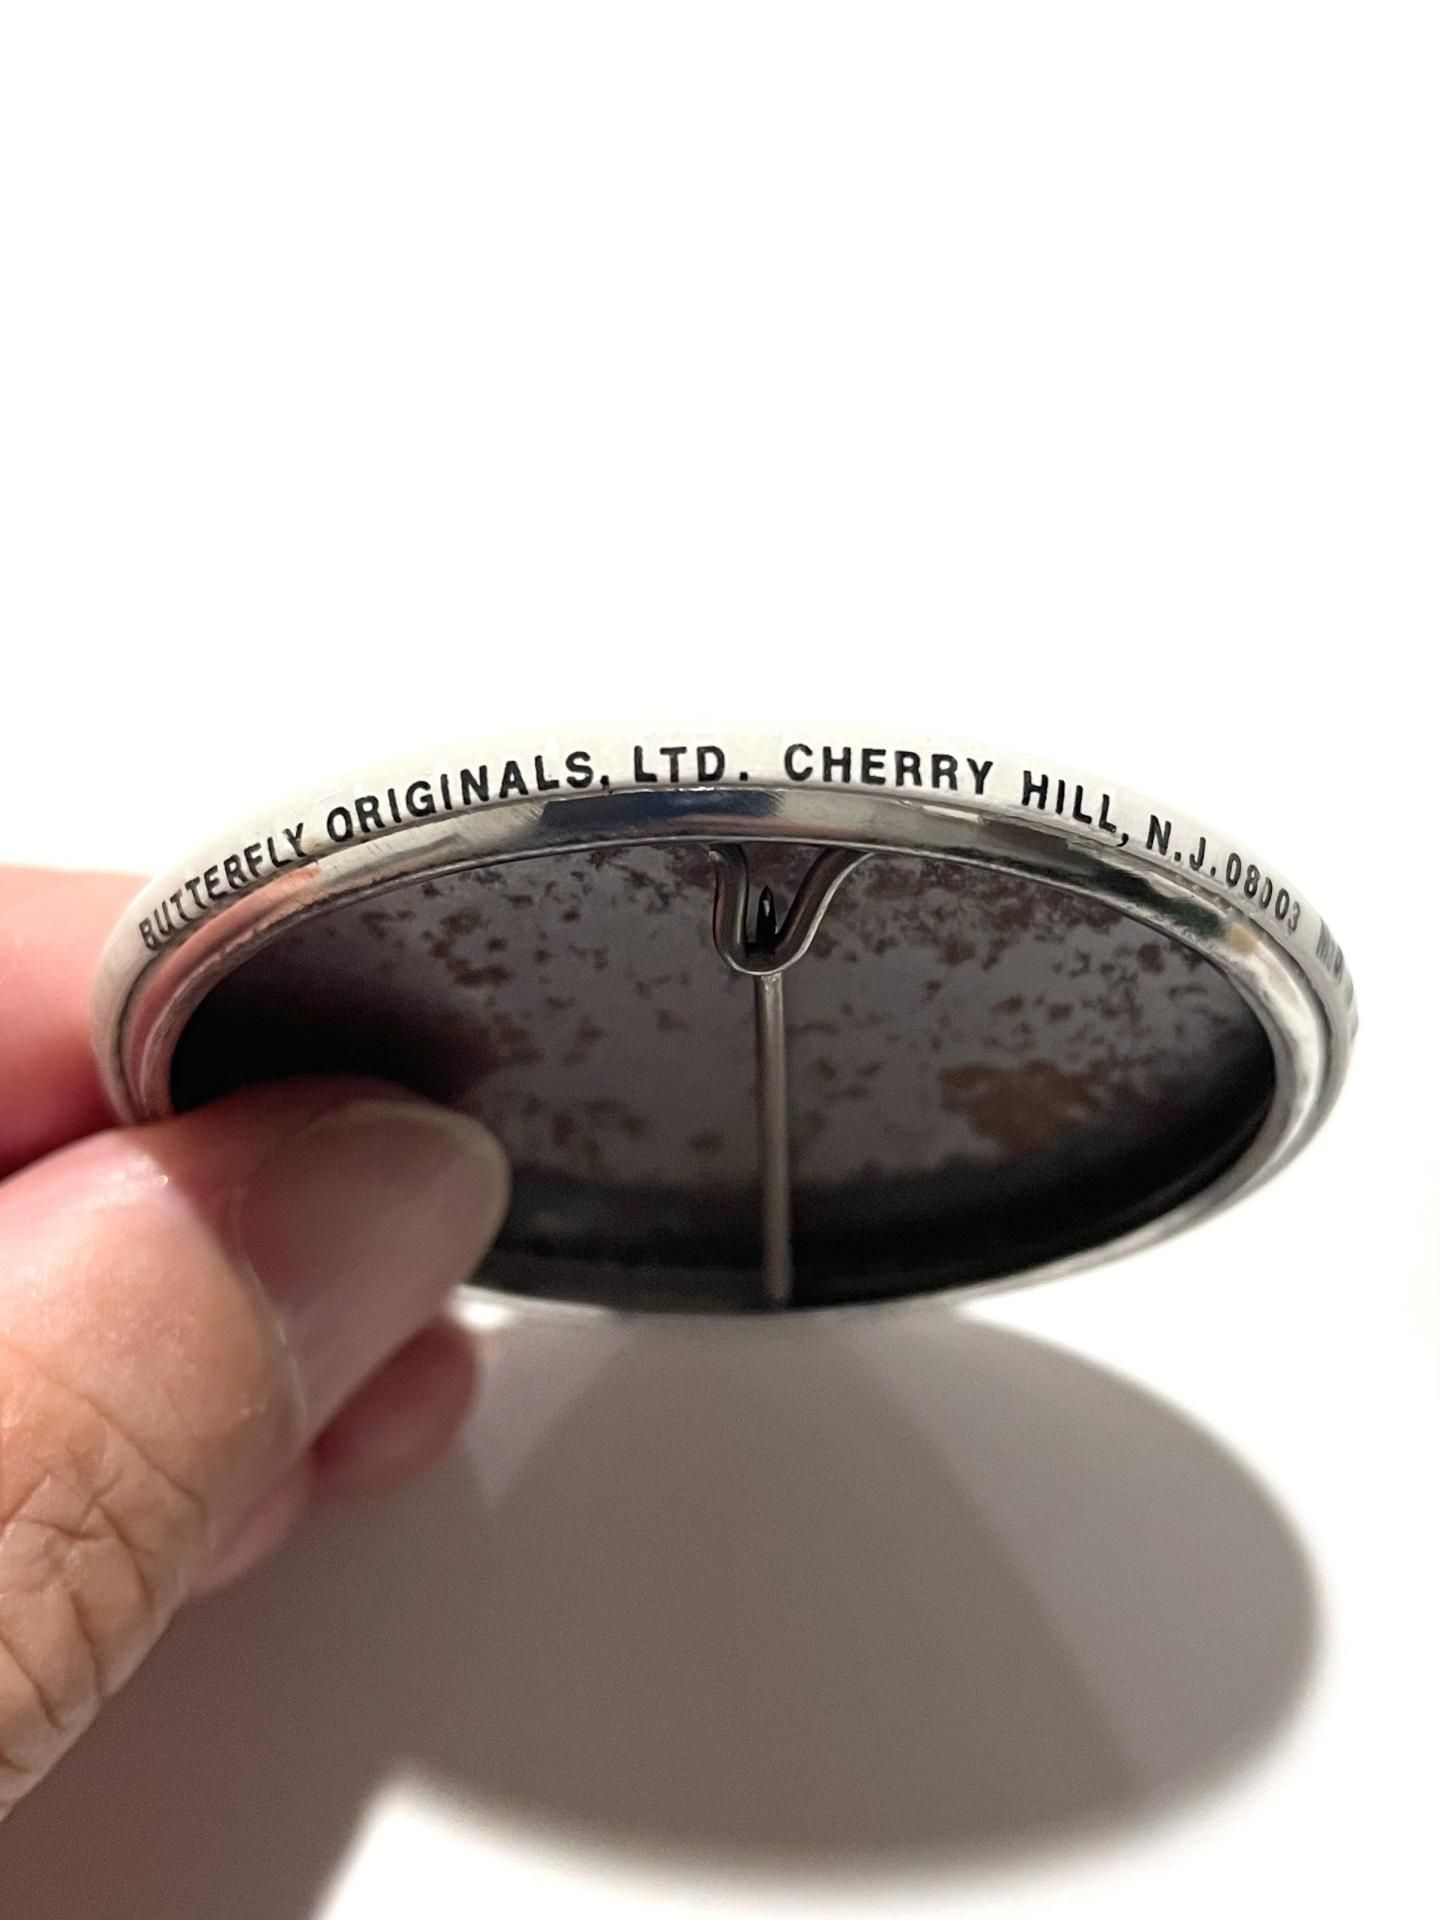 BUTTERFLY ORIGINALS, LTD. CHERRY HILL, N.J.08003